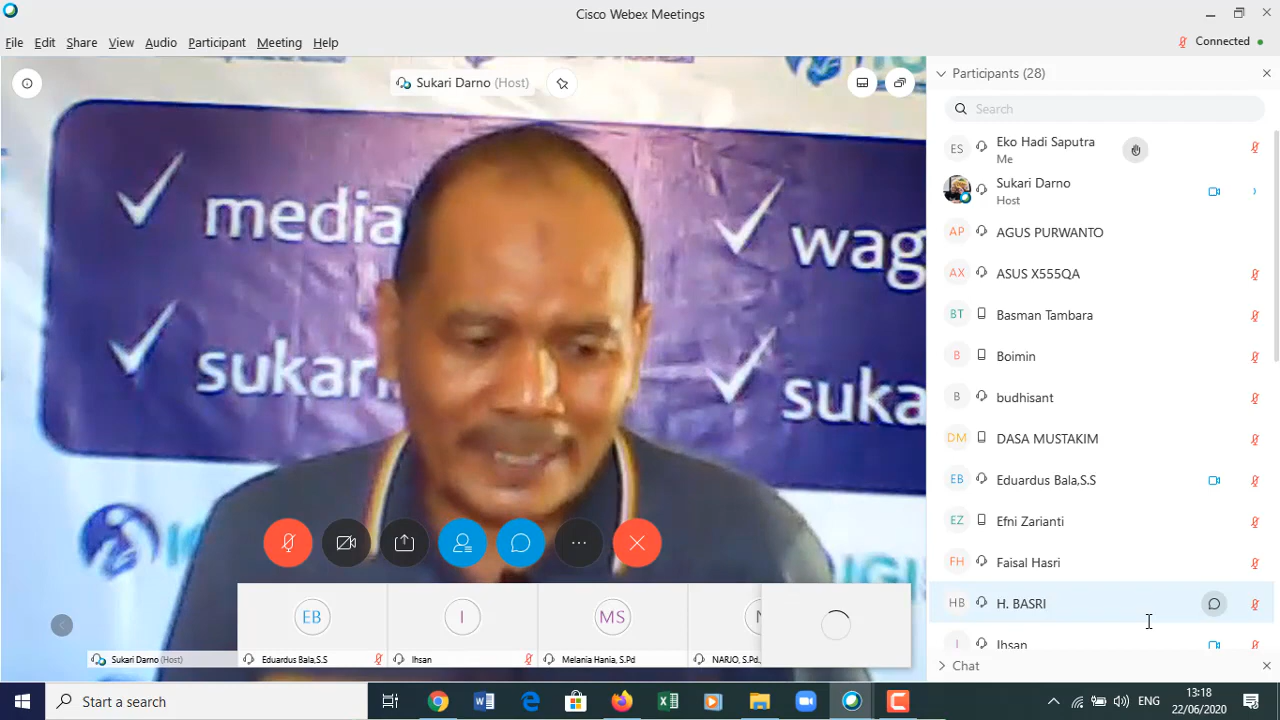 Cisco Webex Meetings
File Edit Share View Audio Participant Meeting Help
Connected
Sukari Darno (Host)
media
sukari
wag
suka
Participants (28)
Search
ES Eko Hadi Saputra
Me
Sukari Darno
Host
AP AGUS PURWANTO
AX ASUS X555QA
BT Basman Tambara
B Boimin
B budhisant
DM DASA MUSTAKIM
EB Eduardus Bala,S.S
EZ Efni Zarianti
FH Faisal Hasri
HB H. BASRI
I Ihsan
Chat
EB
I
MS
Sukari Darno (Host)
Eduardus Bala,S.S
Ihsan
Melania Hania, S.Pd
NARJO, S.Pd.
Start a search
ENG
13:18
22/06/2020